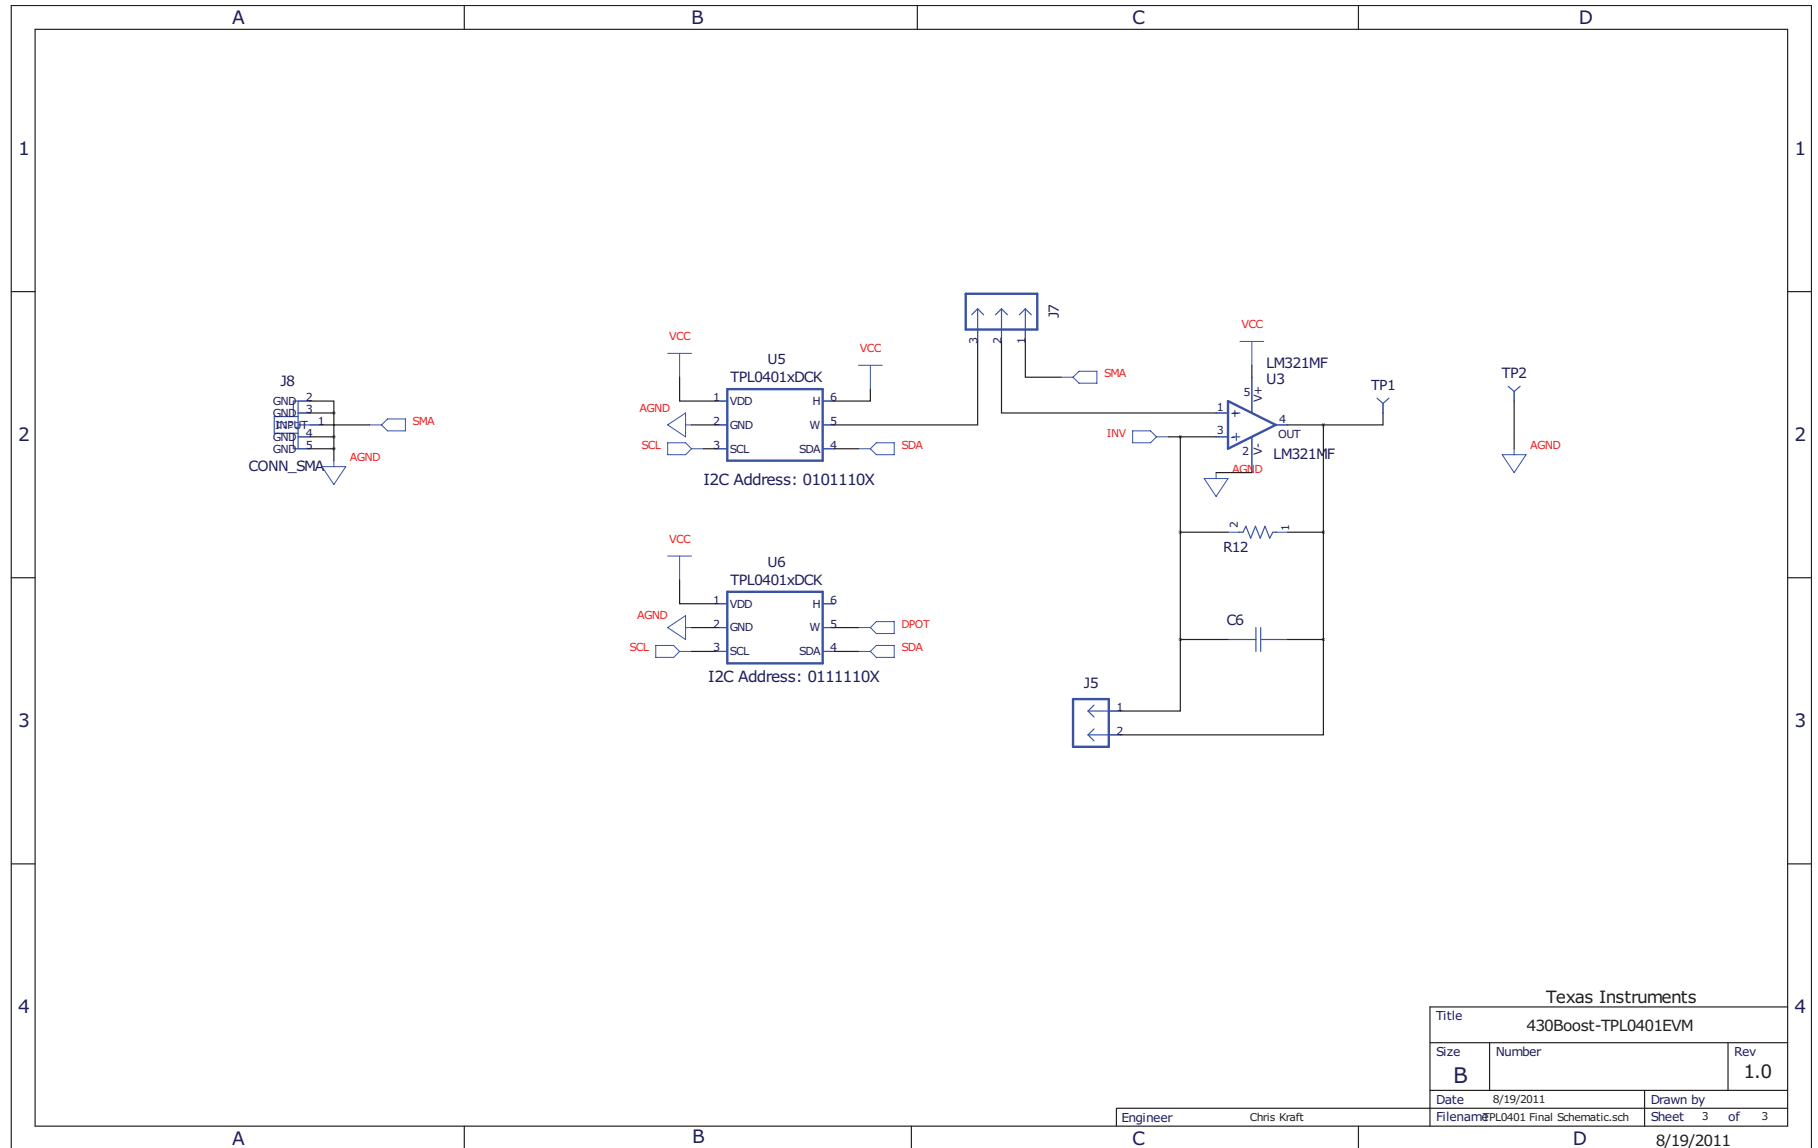 A B C D
1 1
J7
3 2 1
VCC
VCC
LM321MF
U3
5 V+
U5
TPL0401xDCK
VCC
1 VDD H 6
AGND
2 GND W 5
SCL 3 SCL SDA 4 SDA
I2C Address: 0101110X
SMA
J8
GND 2
GND 3
INPUT 1 SMA
GND 4
GND 5
CONN_SMA AGND
TP1
TP2
1 +
4
OUT
INV 3 +
2 V-
LM321MF
AGND
AGND
2 2
2 1
R12
VCC
U6
TPL0401xDCK
1 VDD H 6
AGND
2 GND W 5 DPOT
SCL 3 SCL SDA 4 SDA
I2C Address: 0111110X
C6
J5
1
2
3 3
4 4
Texas Instruments
Title
430Boost-TPL0401EVM
Size Number Rev
B 1.0
Date 8/19/2011 Drawn by
Engineer Chris Kraft Filename TPL0401 Final Schematic.sch Sheet 3 of 3
A B C D 8/19/2011